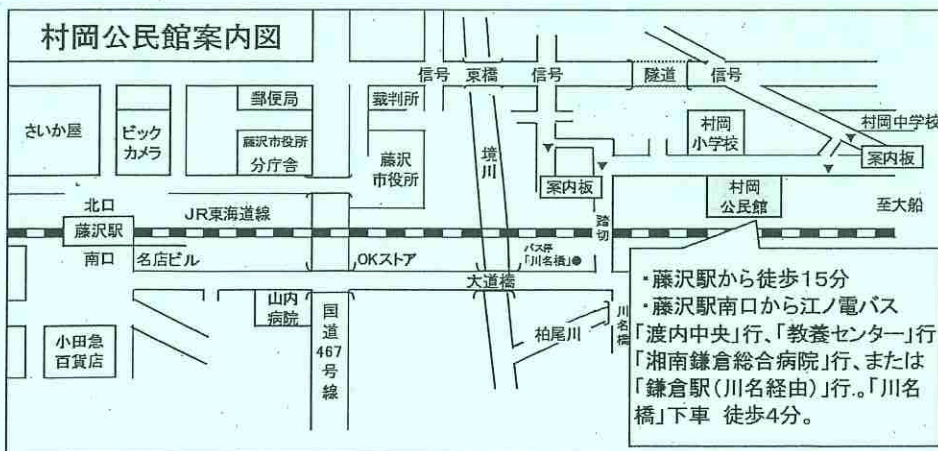 村岡公民館案内図
信号
東橋
信号
隧道
信号
郵便局
裁判所
さいか屋
ビック
カメラ
藤沢市役所
分庁舎
藤沢
市役所
境川
村岡
小学校
村岡中学校
案内板
案内板
村岡
公民館
北口
JR東海道線
踏切
至大船
藤沢駅
南口
名店ビル
OKストア
バス停
「川名橋」●
大道橋
山内
病院
国道467号線
柏尾川
川名橋
小田急
百貨店
・藤沢駅から徒歩15分
・藤沢駅南口から江ノ電バス
「渡内中央」行、「教養センター」行
「湘南鎌倉総合病院」行、または
「鎌倉駅(川名経由)」行.。「川名
橋」下車 徒歩4分。